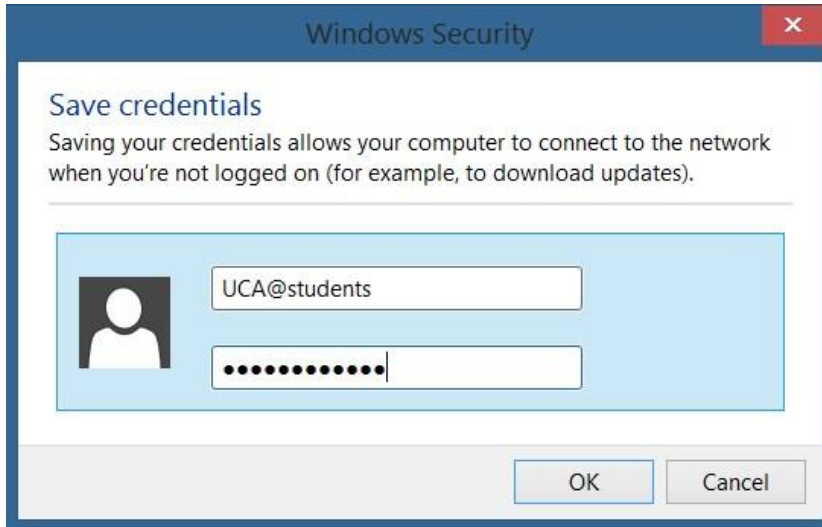 Windows Security
Save credentials
Saving your credentials allows your computer to connect to the network
when you're not logged on (for example, to download updates).
UCA@students
●●●●●●●●●●●●
OK
Cancel